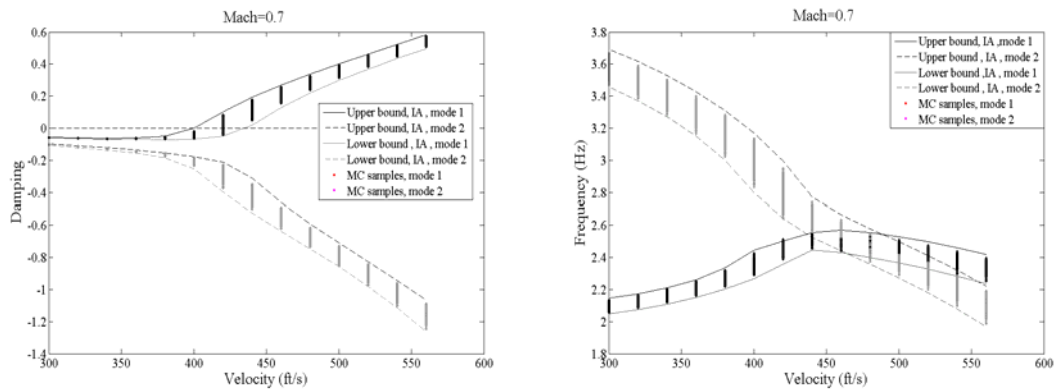 Mach=0.7
Damping
0.6
0.4
0.2
0
-0.2
-0.4
-0.6
-0.8
-1
-1.2
-1.4
300 350 400 450 500 550 600
Velocity (ft/s)
Upper bound, IA , mode 1
Upper bound, IA , mode 2
Lower bound , IA , mode 1
Lower bound, IA , mode 2
MC samples, mode 1
MC samples, mode 2
Mach=0.7
Frequency (Hz)
3.8
3.6
3.4
3.2
3
2.8
2.6
2.4
2.2
2
1.8
300 350 400 450 500 550 600
Velocity (ft/s)
Upper bound, IA ,mode 1
Upper bound , IA, mode 2
Lower bound ,IA , mode 1
Lower bound , IA, mode 2
MC samples, mode 1
MC samples, mode 2